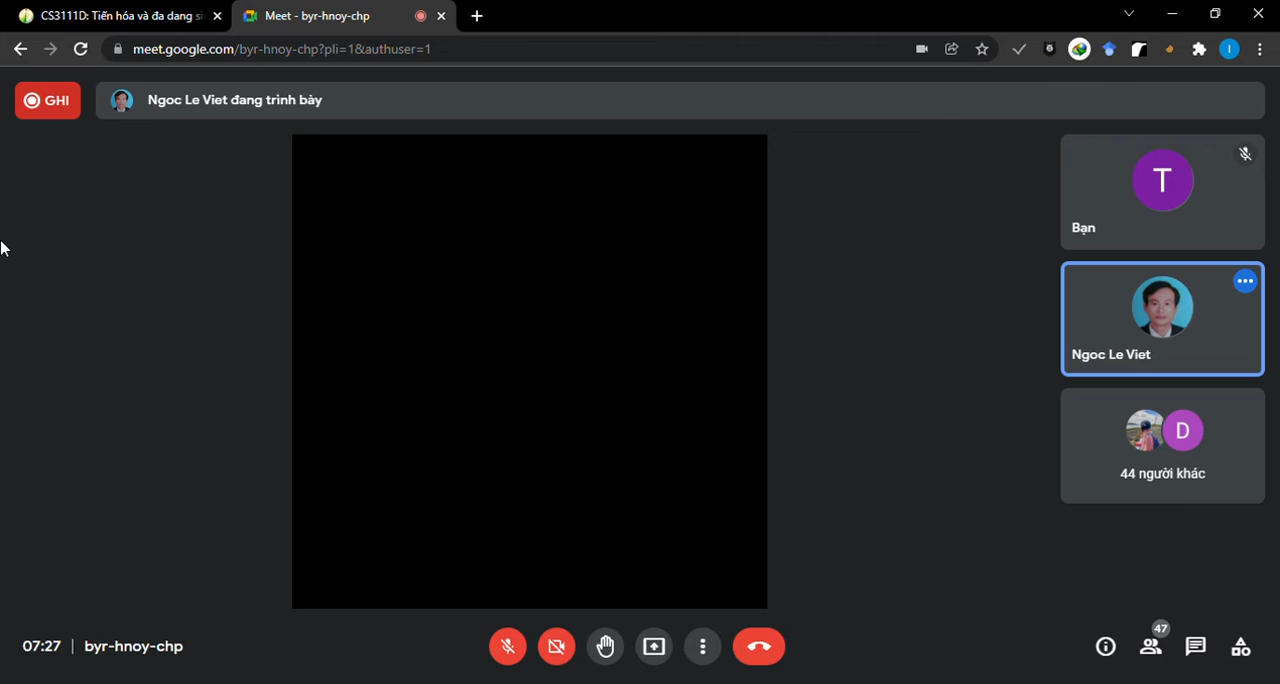 CS3111D: Tiến hóa và đa dạng si
Meet - byr-hnoy-chp
meet.google.com/byr-hnoy-chp?pli=1&authuser=1
I
GHI
Ngoc Le Viet đang trình bày
T
Bạn
Ngoc Le Viet
D
44 người khác
07:27 | byr-hnoy-chp
47